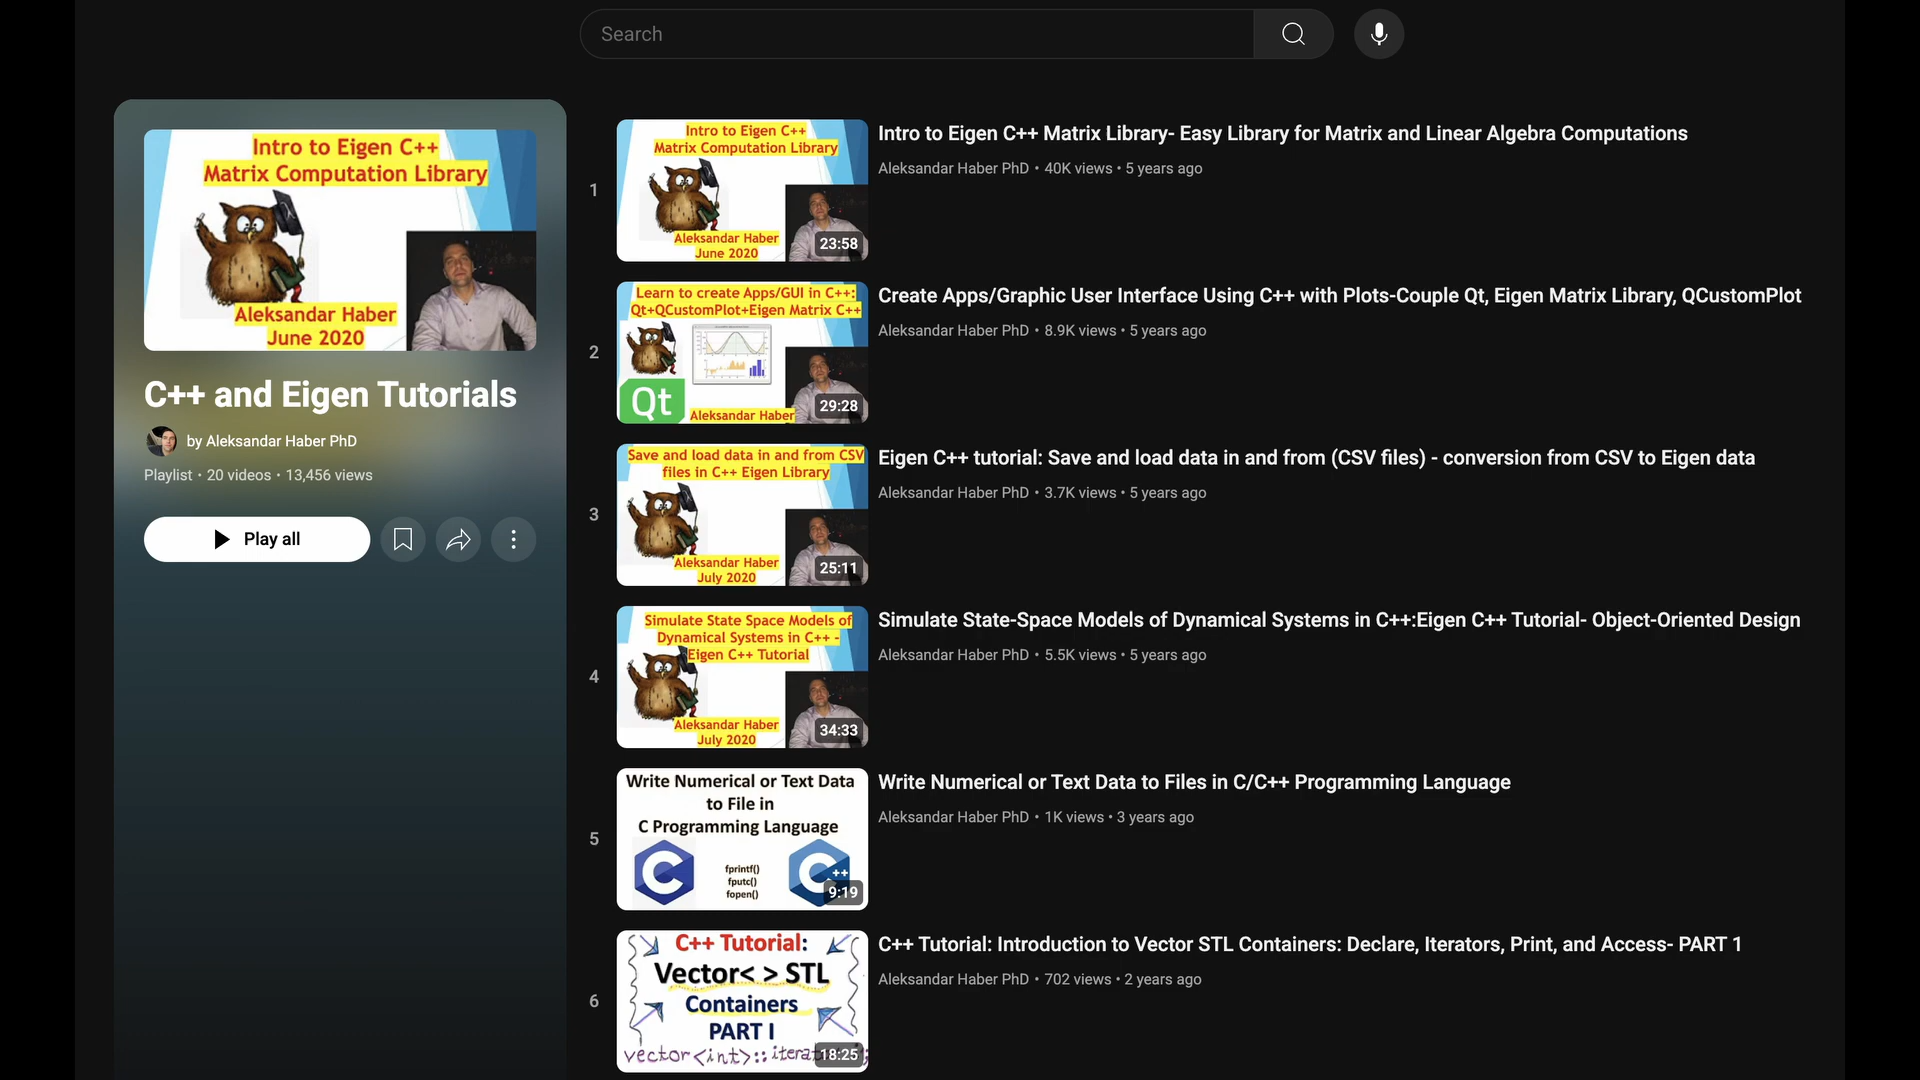 Search
Intro to Eigen C++
Matrix Computation Library
Aleksandar Haber
June 2020
C++ and Eigen Tutorials
by Aleksandar Haber PhD
Playlist • 20 videos • 13,456 views
Play all
1
Intro to Eigen C++
Matrix Computation Library
Aleksandar Haber
June 2020
23:58
Intro to Eigen C++ Matrix Library- Easy Library for Matrix and Linear Algebra Computations
Aleksandar Haber PhD • 40K views • 5 years ago
2
Learn to create Apps/GUI in C++:
Qt+QCustomPlot+Eigen Matrix C++
Qt
Aleksandar Haber
29:28
Create Apps/Graphic User Interface Using C++ with Plots-Couple Qt, Eigen Matrix Library, QCustomPlot
Aleksandar Haber PhD • 8.9K views • 5 years ago
3
Save and load data in and from CSV
files in C++ Eigen Library
Aleksandar Haber
July 2020
25:11
Eigen C++ tutorial: Save and load data in and from (CSV files) - conversion from CSV to Eigen data
Aleksandar Haber PhD • 3.7K views • 5 years ago
4
Simulate State Space Models of
Dynamical Systems in C++ -
Eigen C++ Tutorial
Aleksandar Haber
July 2020
34:33
Simulate State-Space Models of Dynamical Systems in C++:Eigen C++ Tutorial- Object-Oriented Design
Aleksandar Haber PhD • 5.5K views • 5 years ago
5
Write Numerical or Text Data
to File in
C Programming Language
C
fprintf()
fputc()
fopen()
C++
9:19
Write Numerical or Text Data to Files in C/C++ Programming Language
Aleksandar Haber PhD • 1K views • 3 years ago
6
C++ Tutorial:
Vector< > STL
Containers
PART I
vector<int>::iterat
18:25
C++ Tutorial: Introduction to Vector STL Containers: Declare, Iterators, Print, and Access- PART 1
Aleksandar Haber PhD • 702 views • 2 years ago